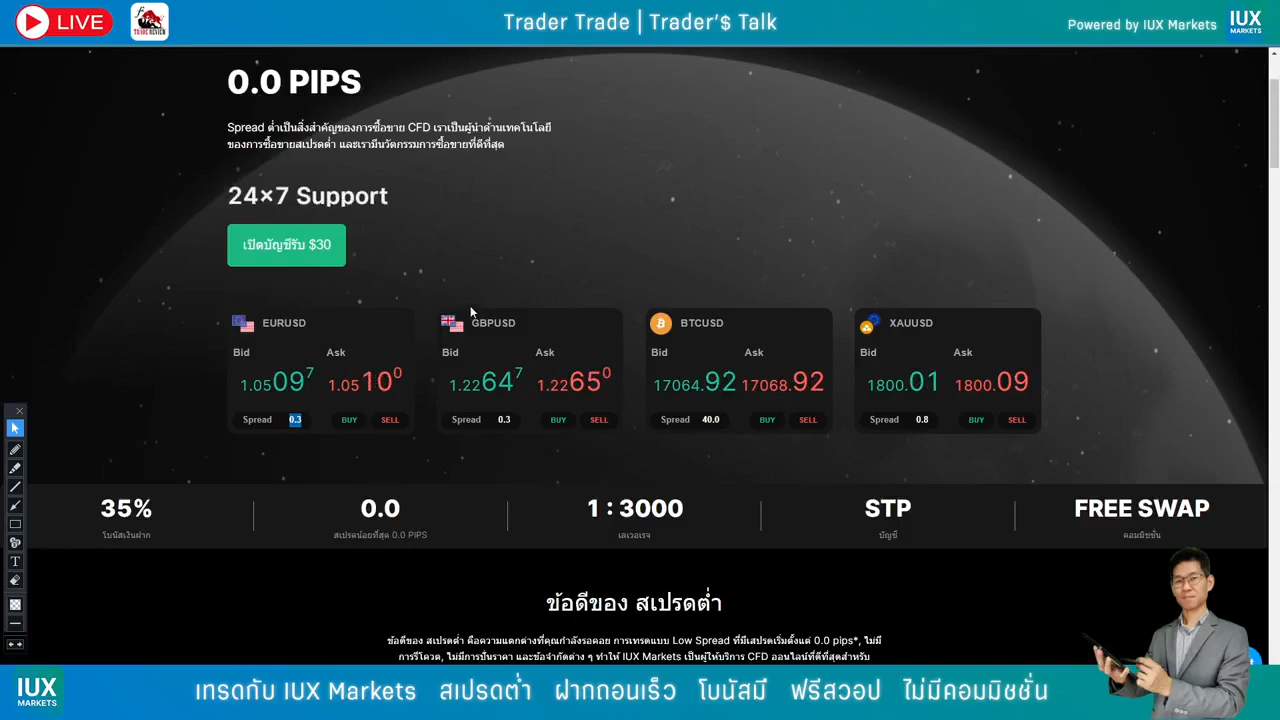 LIVE
TRADE REVIEW
Trader Trade | Trader’$ Talk
Powered by IUX Markets
IUX
MARKETS
0.0 PIPS
Spread ต่ำเป็นสิ่งสำคัญของการซื้อขาย CFD เราเป็นผู้นำด้านเทคโนโลยี
ของการซื้อขายสเปรดต่ำ และเรามีนวัตกรรมการซื้อขายที่ดีที่สุด
24×7 Support
เปิดบัญชีรับ $30
EURUSD
Bid Ask
1.05097 1.05100
Spread 0.3 BUY SELL
GBPUSD
Bid Ask
1.22647 1.22650
Spread 0.3 BUY SELL
BTCUSD
Bid Ask
17064.92 17068.92
Spread 40.0 BUY SELL
XAUUSD
Bid Ask
1800.01 1800.09
Spread 0.8 BUY SELL
35%
โบนัสเงินฝาก
0.0
สเปรดน้อยที่สุด 0.0 PIPS
1 : 3000
เลเวอเรจ
STP
บัญชี
FREE SWAP
คอมมิชชั่น
ข้อดีของ สเปรดต่ำ
ข้อดีของ สเปรดต่ำ คือความแตกต่างที่คุณกำลังรอคอย การเทรดแบบ Low Spread ที่มีเสปรดเริ่มตั้งแต่ 0.0 pips*, ไม่มี
การรีโควต, ไม่มีการปั่นราคา และข้อจำกัดต่าง ๆ ทำให้ IUX Markets เป็นผู้ให้บริการ CFD ออนไลน์ที่ดีที่สุดสำหรับ
IUX
MARKETS
เทรดกับ IUX Markets สเปรดต่ำ ฝากถอนเร็ว โบนัสมี ฟรีสวอป ไม่มีคอมมิชชั่น